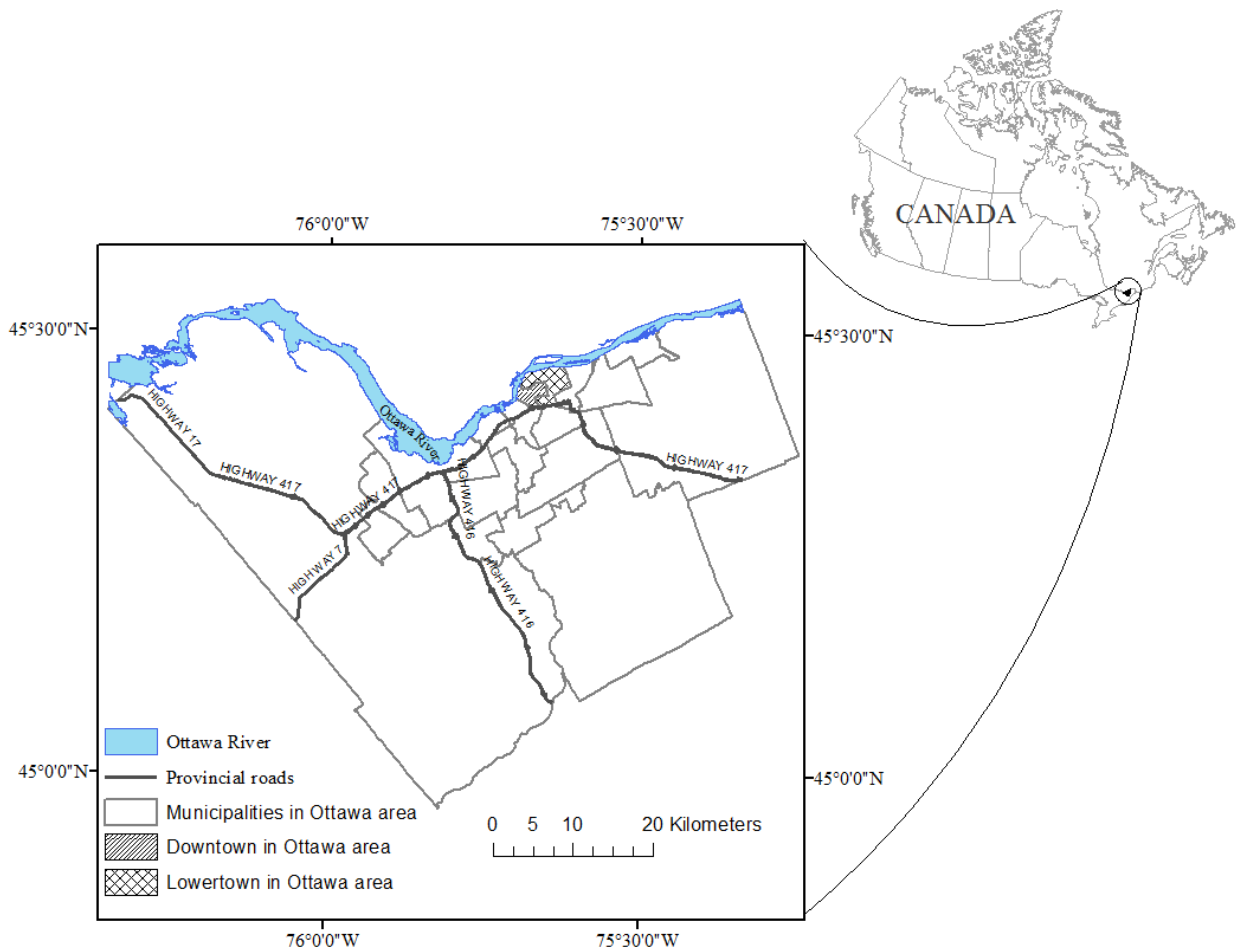 CANADA
76°0'0"W
75°30'0"W
45°30'0"N
45°30'0"N
HIGHWAY 17
Ottawa River
HIGHWAY 417
HIGHWAY 417
HIGHWAY 416
HIGHWAY 417
HIGHWAY 7
HIGHWAY 416
Ottawa River
45°0'0"N
Provincial roads
45°0'0"N
Municipalities in Ottawa area
0 5 10 20 Kilometers
Downtown in Ottawa area
Lowertown in Ottawa area
76°0'0"W
75°30'0"W